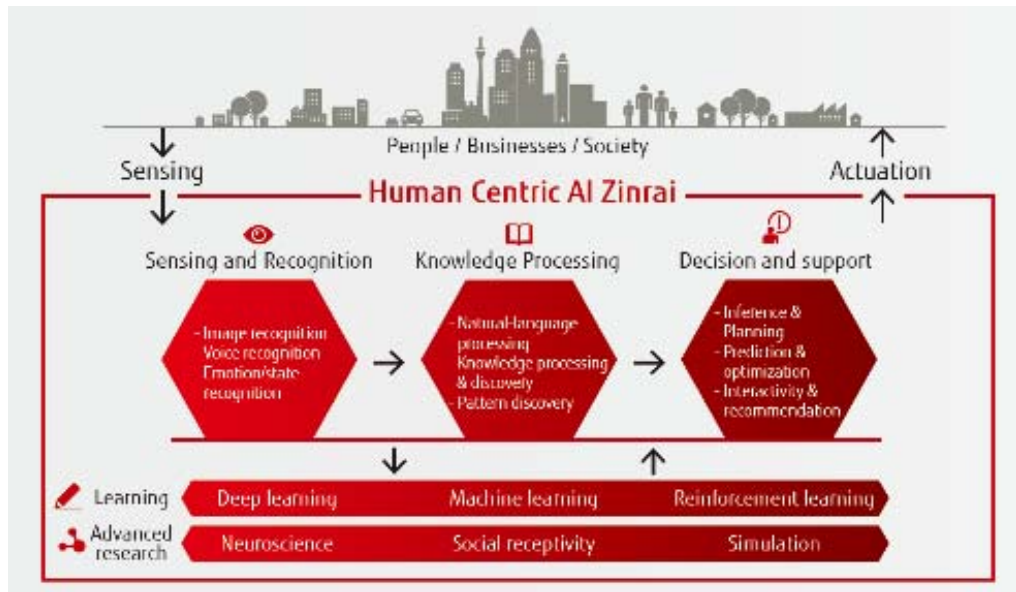 People / Businesses / Society
Sensing
Actuation
Human Centric AI Zinrai
Sensing and Recognition
- Image recognition
Voice recognition
Emotion/state
recognition
Knowledge Processing
- Natural-language
processing
Knowledge processing
& discovery
- Pattern discovery
Decision and support
- Inference &
Planning
- Prediction &
optimization
- Interactivity &
recommendation
Learning
Deep learning
Machine learning
Reinforcement learning
Advanced
research
Neuroscience
Social receptivity
Simulation